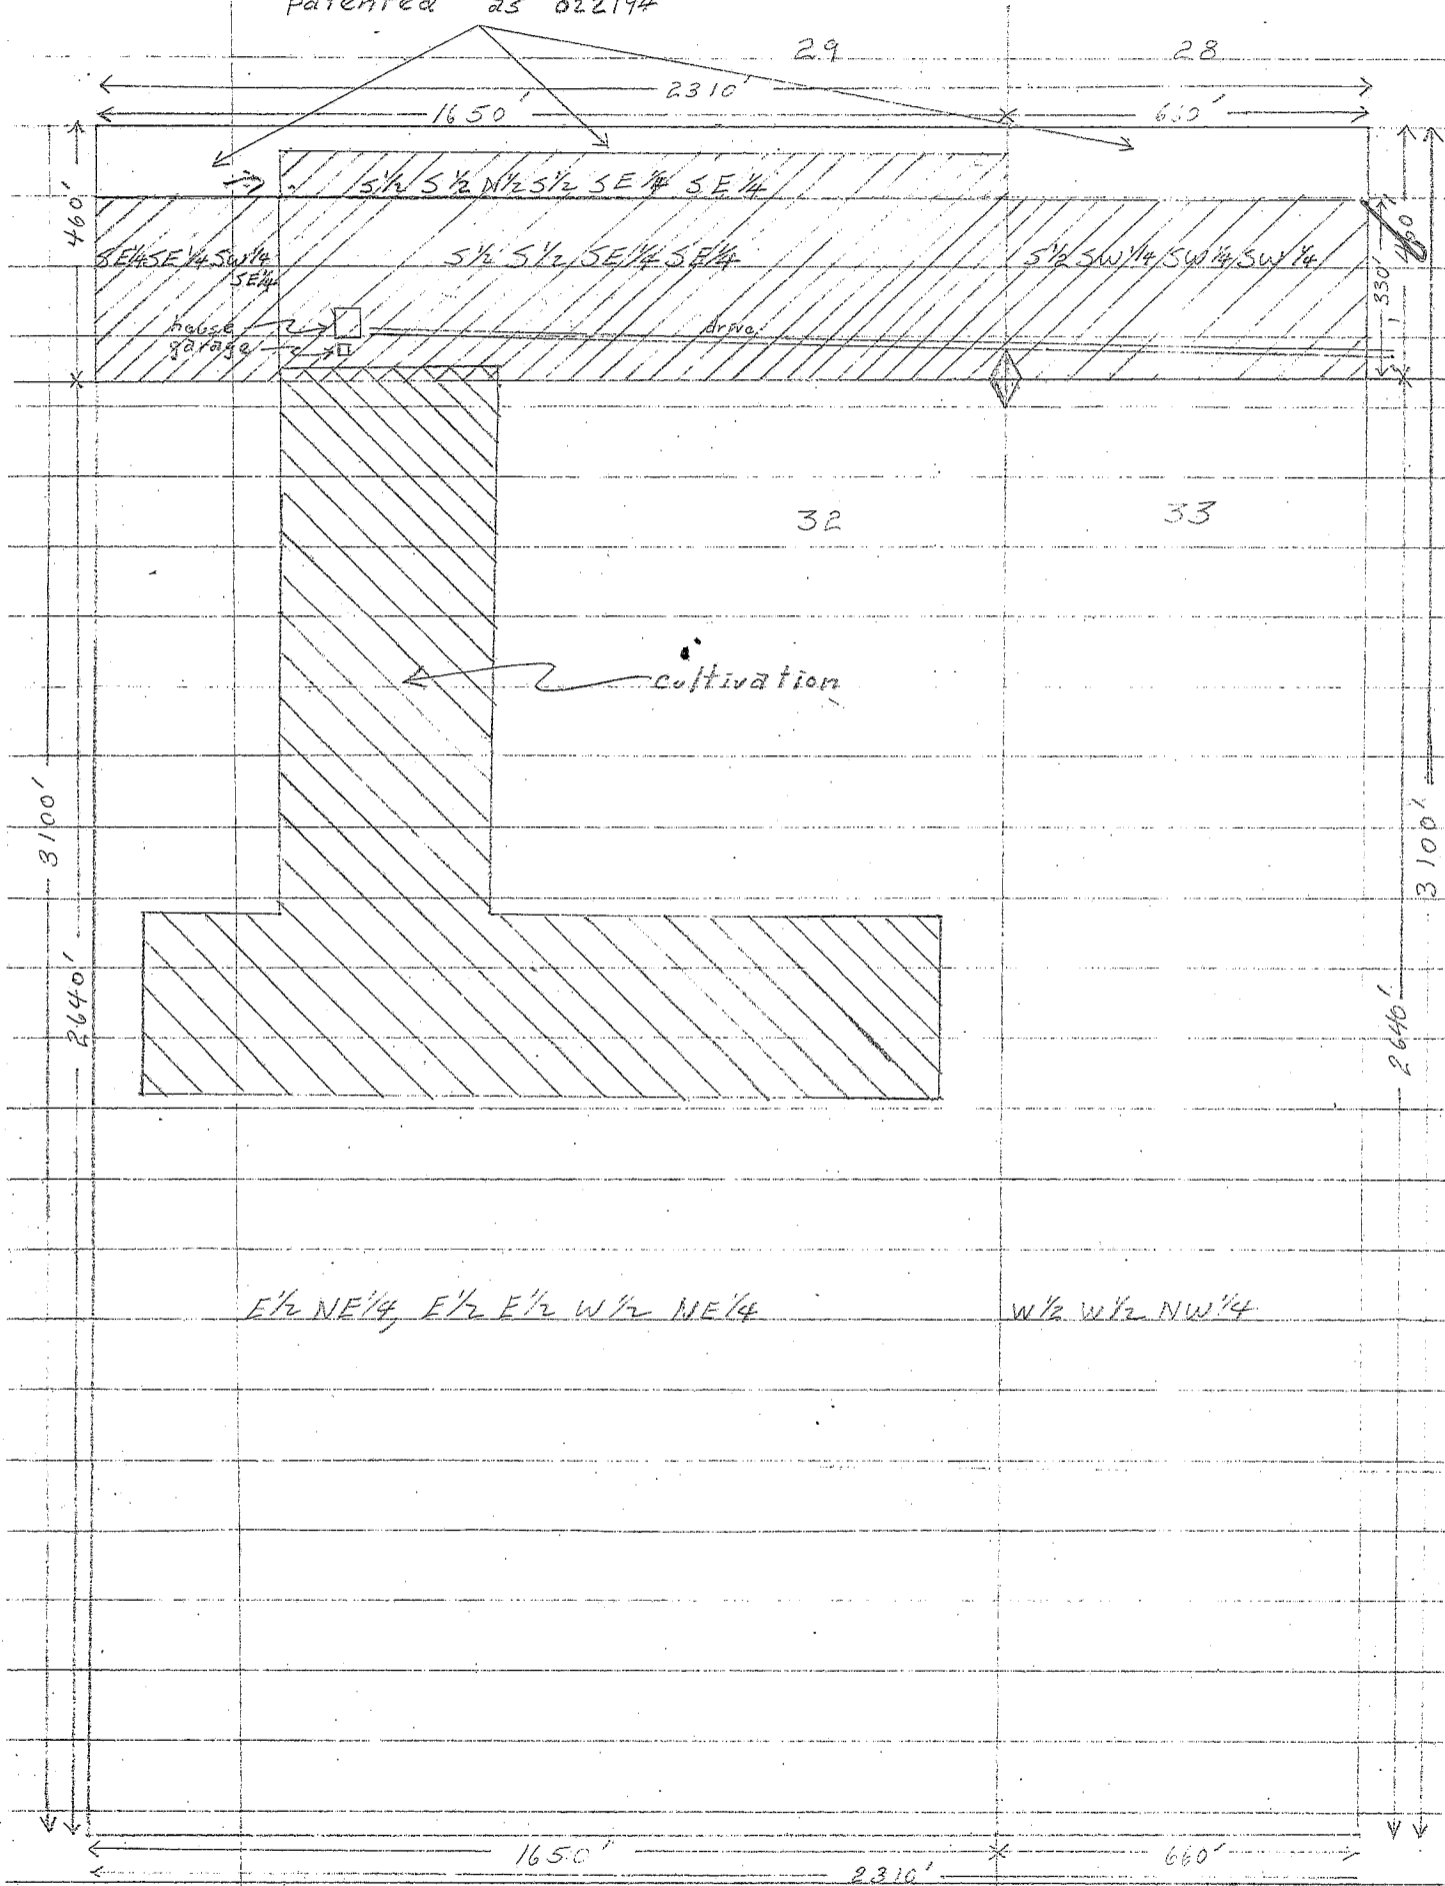 Patented as 022194
29
28
2310'
1650'
660'
460'
S½ S½ N½ S½ SE¼ SE¼
SE¼ SE¼ SW¼
SE¼
S½ S½ SE¼ SE¼
S½ SW¼ SW¼ SW¼
330'
460'
house
garage
drive
32
33
cultivation
3100'
2640'
3100'
2640'
E½ NE¼, E½ E½ W½ NE¼
W½ W½ NW¼
1650'
660'
2310'